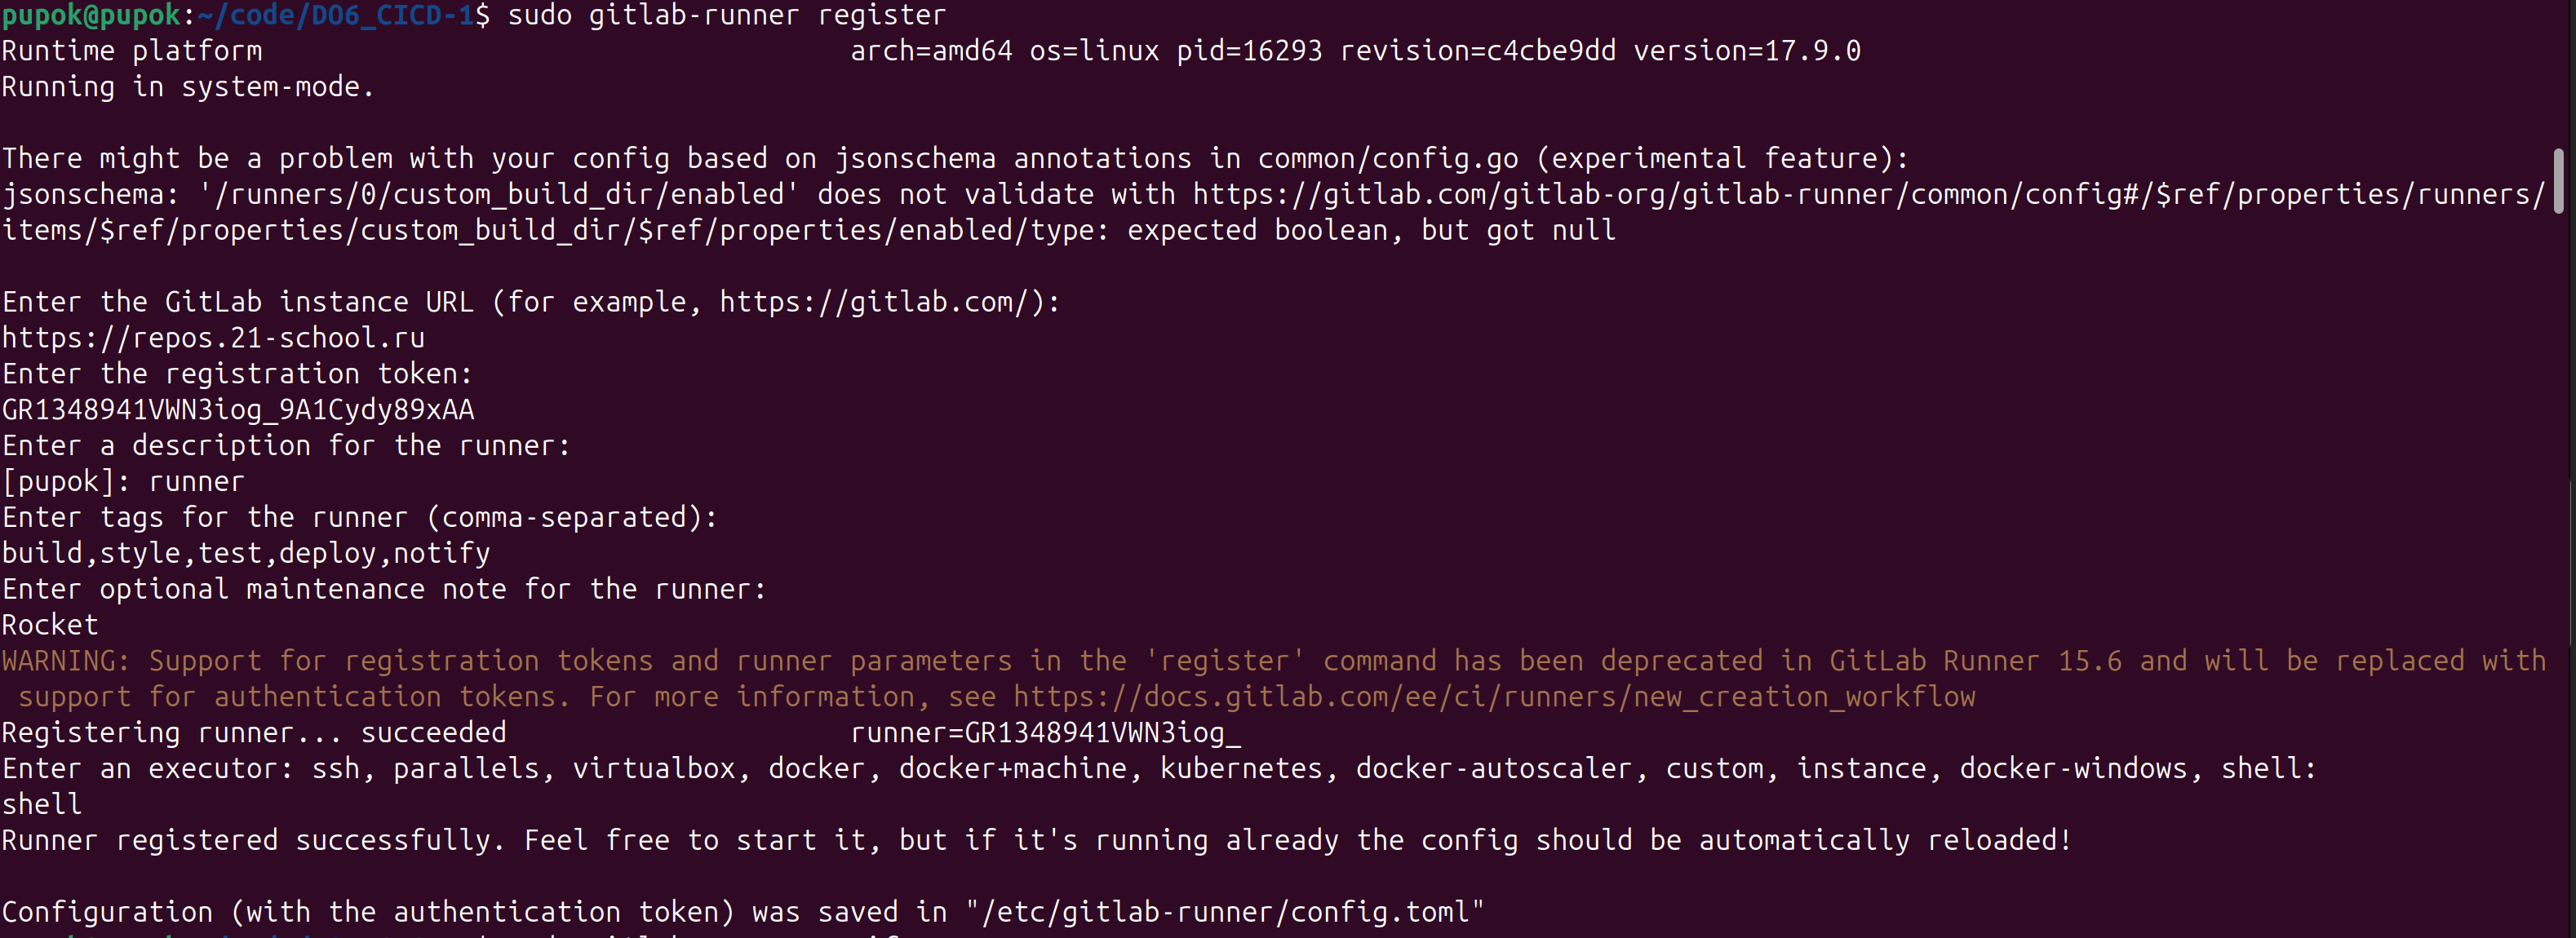 pupok@pupok:~/code/DO6_CICD-1$ sudo gitlab-runner register
Runtime platform                                    arch=amd64 os=linux pid=16293 revision=c4cbe9dd version=17.9.0
Running in system-mode.
There might be a problem with your config based on jsonschema annotations in common/config.go (experimental feature):
jsonschema: '/runners/0/custom_build_dir/enabled' does not validate with https://gitlab.com/gitlab-org/gitlab-runner/common/config#/$ref/properties/runners/
items/$ref/properties/custom_build_dir/$ref/properties/enabled/type: expected boolean, but got null
Enter the GitLab instance URL (for example, https://gitlab.com/):
https://repos.21-school.ru
Enter the registration token:
GR1348941VWN3iog_9A1Cydy89xAA
Enter a description for the runner:
[pupok]: runner
Enter tags for the runner (comma-separated):
build,style,test,deploy,notify
Enter optional maintenance note for the runner:
Rocket
WARNING: Support for registration tokens and runner parameters in the 'register' command has been deprecated in GitLab Runner 15.6 and will be replaced with
 support for authentication tokens. For more information, see https://docs.gitlab.com/ee/ci/runners/new_creation_workflow
Registering runner... succeeded                     runner=GR1348941VWN3iog_
Enter an executor: ssh, parallels, virtualbox, docker, docker+machine, kubernetes, docker-autoscaler, custom, instance, docker-windows, shell:
shell
Runner registered successfully. Feel free to start it, but if it's running already the config should be automatically reloaded!
Configuration (with the authentication token) was saved in "/etc/gitlab-runner/config.toml"